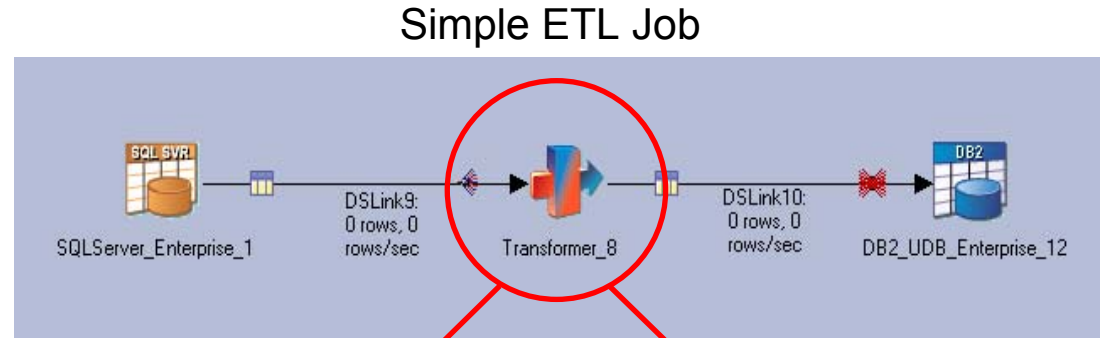 Simple ETL Job
SQL SVR
DB2
DSLink9:
0 rows, 0
rows/sec
DSLink10:
0 rows, 0
rows/sec
SQLServer_Enterprise_1
Transformer_8
DB2_UDB_Enterprise_12